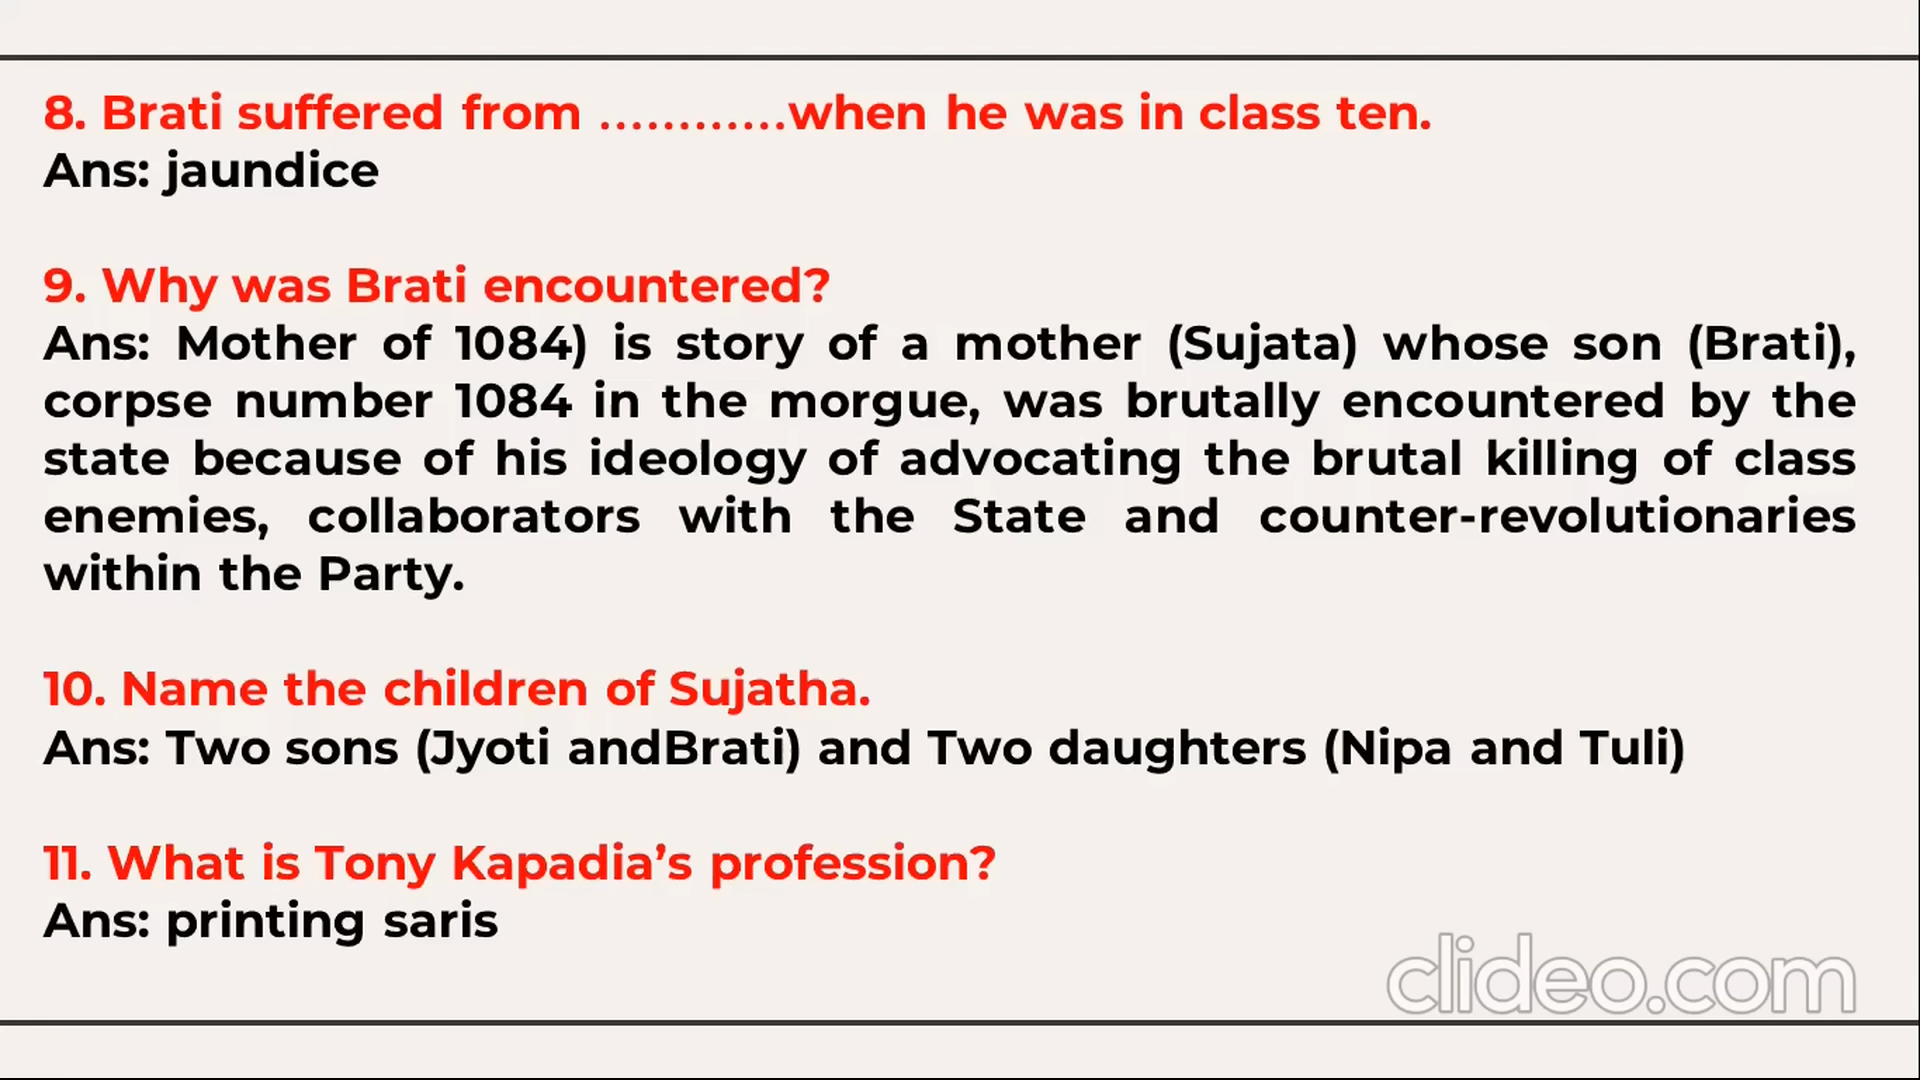 8. Brati suffered from ............when he was in class ten.
Ans: jaundice
9. Why was Brati encountered?
Ans: Mother of 1084) is story of a mother (Sujata) whose son (Brati),
corpse number 1084 in the morgue, was brutally encountered by the
state because of his ideology of advocating the brutal killing of class
enemies, collaborators with the State and counter-revolutionaries
within the Party.
10. Name the children of Sujatha.
Ans: Two sons (Jyoti andBrati) and Two daughters (Nipa and Tuli)
11. What is Tony Kapadia’s profession?
Ans: printing saris
clideo.com